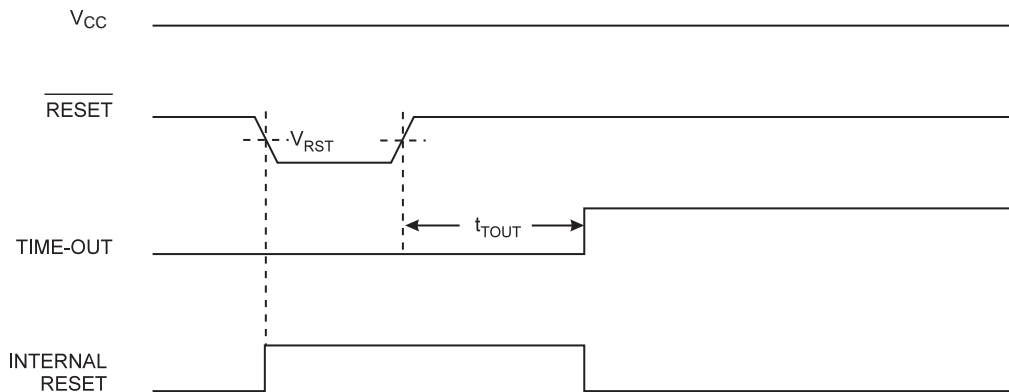 VCC
RESET
VRST
tTOUT
TIME-OUT
INTERNAL
RESET